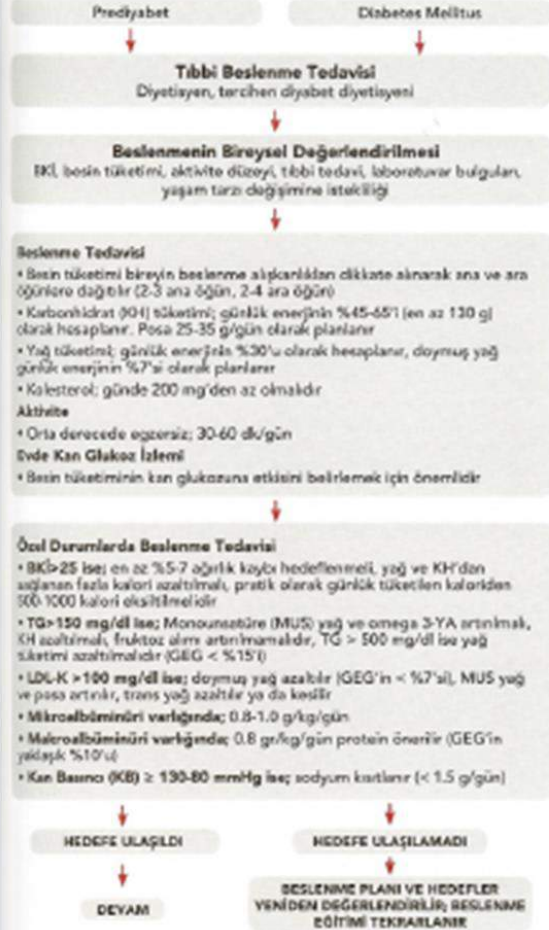 Prediyabet
Diabetes Mellitus
Tıbbi Beslenme Tedavisi
Diyetisyen, tercihen diyabet diyetisyeni
Beslenmenin Bireysel Değerlendirilmesi
BKİ, besin tüketimi, aktivite düzeyi, tıbbi tedavi, laboratuvar bulguları,
yaşam tarzı değişimine istekliliği
Beslenme Tedavisi
• Besin tüketimi bireyin beslenme alışkanlıkları dikkate alınarak ana ve ara
öğünlere dağıtılır (2-3 ana öğün, 2-4 ara öğün)
• Karbonhidrat (KH) tüketimi; günlük enerjinin %45-65'i (en az 130 g)
olarak hesaplanır. Posa 25-35 g/gün olarak planlanır
• Yağ tüketimi; günlük enerjinin %30'u olarak hesaplanır, doymuş yağ
günlük enerjinin %7'si olarak planlanır
• Kolesterol; günde 200 mg'den az olmalıdır
Aktivite
• Orta derecede egzersiz; 30-60 dk/gün
Evde Kan Glukoz İzlemi
• Besin tüketiminin kan glukozuna etkisini belirlemek için önemlidir
Özel Durumlarda Beslenme Tedavisi
• BKİ>25 ise; en az %5-7 ağırlık kaybı hedeflenmeli, yağ ve KH'dan
sağlanan fazla kalori azaltılmalı, pratik olarak günlük tüketilen kaloriden
500-1000 kalori eksiltilmelidir
• TG>150 mg/dl ise; Monounsatüre (MUS) yağ ve omega 3-YA artırılmalı,
KH azaltılmalı, fruktoz alımı artırılmamalıdır, TG > 500 mg/dl ise yağ
tüketimi azaltılmalıdır (GEG < %15'i)
• LDL-K >100 mg/dl ise; doymuş yağ azaltılır (GEG'in < %7'si), MUS yağ
ve posa artırılır, trans yağ azaltılır ya da kesilir
• Mikroalbüminüri varlığında; 0.8-1.0 g/kg/gün
• Makroalbüminüri varlığında; 0.8 gr/kg/gün protein önerilir (GEG'in
yaklaşık %10'u)
• Kan Basıncı (KB) ≥ 130-80 mmHg ise; sodyum kısıtlanır (< 1.5 g/gün)
HEDEFE ULAŞILDI
HEDEFE ULAŞILAMADI
DEVAM
BESLENME PLANI VE HEDEFLER
YENİDEN DEĞERLENDİRİLİR; BESLENME
EĞİTİMİ TEKRARLANIR